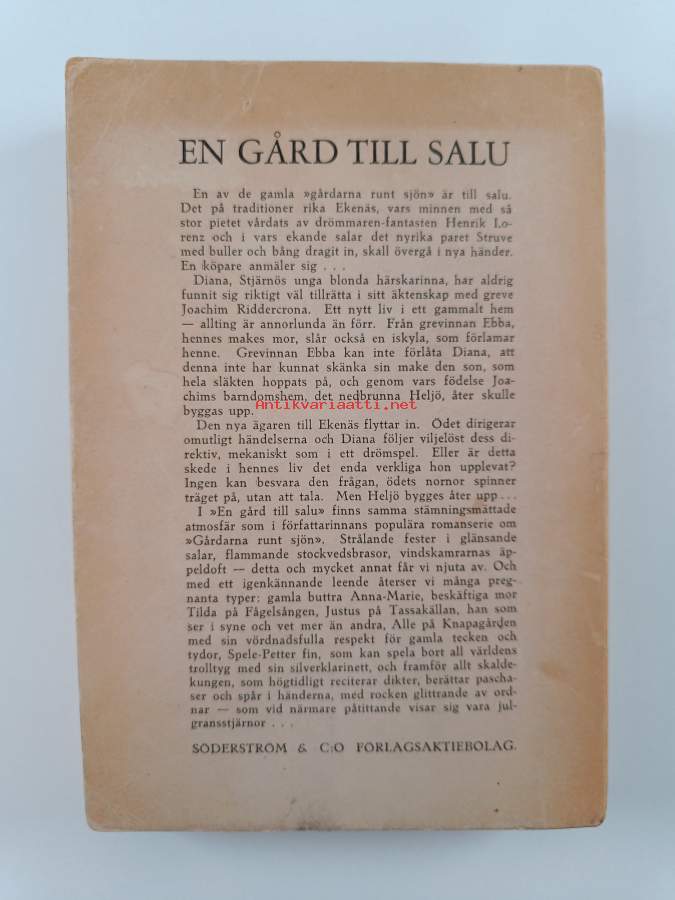 EN GÅRD TILL SALU
En av de gamla »gårdarna runt sjön» är till salu.
Det på traditioner rika Ekenäs, vars minnen med så
stor pietet vårdats av drömmaren-fantasten Henrik Lo-
renz och i vars ekande salar det nyrika paret Struve
med buller och bång dragit in, skall övergå i nya händer.
En köpare anmäler sig . . .
Diana, Stjärnös unga blonda härskarinna, har aldrig
funnit sig riktigt väl tillrätta i sitt äktenskap med greve
Joachim Riddercrona. Ett nytt liv i ett gammalt hem
— allting är annorlunda än förr. Från grevinnan Ebba,
hennes makes mor, slår också en iskyla, som förlamar
henne. Grevinnan Ebba kan inte förlåta Diana, att
denna inte har kunnat skänka sin make den son, som
hela släkten hoppats på, och genom vars födelse Joa-
chims barndomshem, det nedbrunna Heljö, åter skulle
byggas upp.
Antikvariaatti.net
Den nya ägaren till Ekenäs flyttar in. Ödet dirigerar
omutligt händelserna och Diana följer viljelöst dess di-
rektiv, mekaniskt som i ett drömspel. Eller är detta
skede i hennes liv det enda verkliga hon upplevat?
Ingen kan besvara den frågan, ödets nornor spinner
träget på, utan att tala. Men Heljö bygges åter upp . . .
I »En gård till salu» finns samma stämningsmättade
atmosfär som i författarinnans populära romanserie om
»Gårdarna runt sjön». Strålande fester i glänsande
salar, flammande stockvedsbrasor, vindskamrarnas äp-
peldoft — detta och mycket annat får vi njuta av. Och
med ett igenkännande leende återser vi många preg-
nanta typer: gamla buttra Anna-Marie, beskäftiga mor
Tilda på Fågelsången, Justus på Tassakällan, han som
ser i syne och vet mer än andra, Alle på Knapagården
med sin vördnadsfulla respekt för gamla tecken och
tydor, Spele-Petter fin, som kan spela bort all världens
trolltyg med sin silverklarinett, och framför allt skalde-
kungen, som högtidligt reciterar dikter, berättar pascha-
ser och spår i händerna, med rocken glittrande av ord-
nar — som vid närmare påtittande visar sig vara jul-
gransstjärnor . . .
SÖDERSTRÖM & C:O FÖRLAGSAKTIEBOLAG.